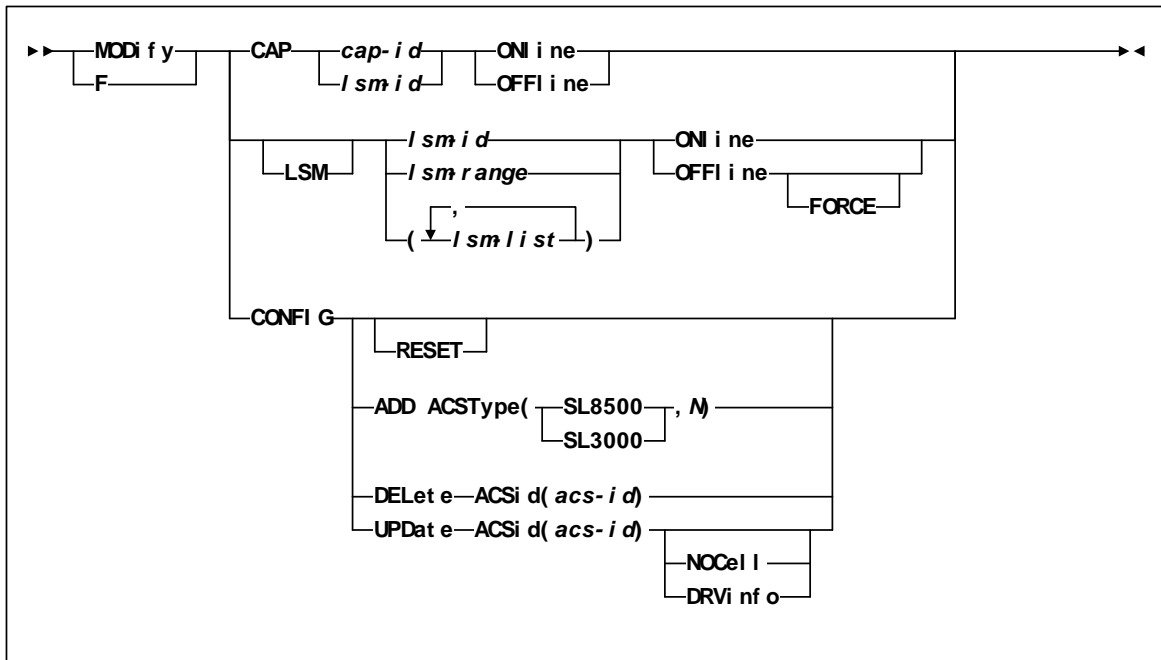 MODify CAP cap-id ONline
F lsm-id OFFline
lsm-id ONline
LSM lsm-range OFFline
, FORCE
( lsm-list )
CONFIG
RESET
ADD ACSType( SL8500 , N)
SL3000
DELete ACSid(acs-id)
UPDate ACSid(acs-id)
NOCell
DRVinfo